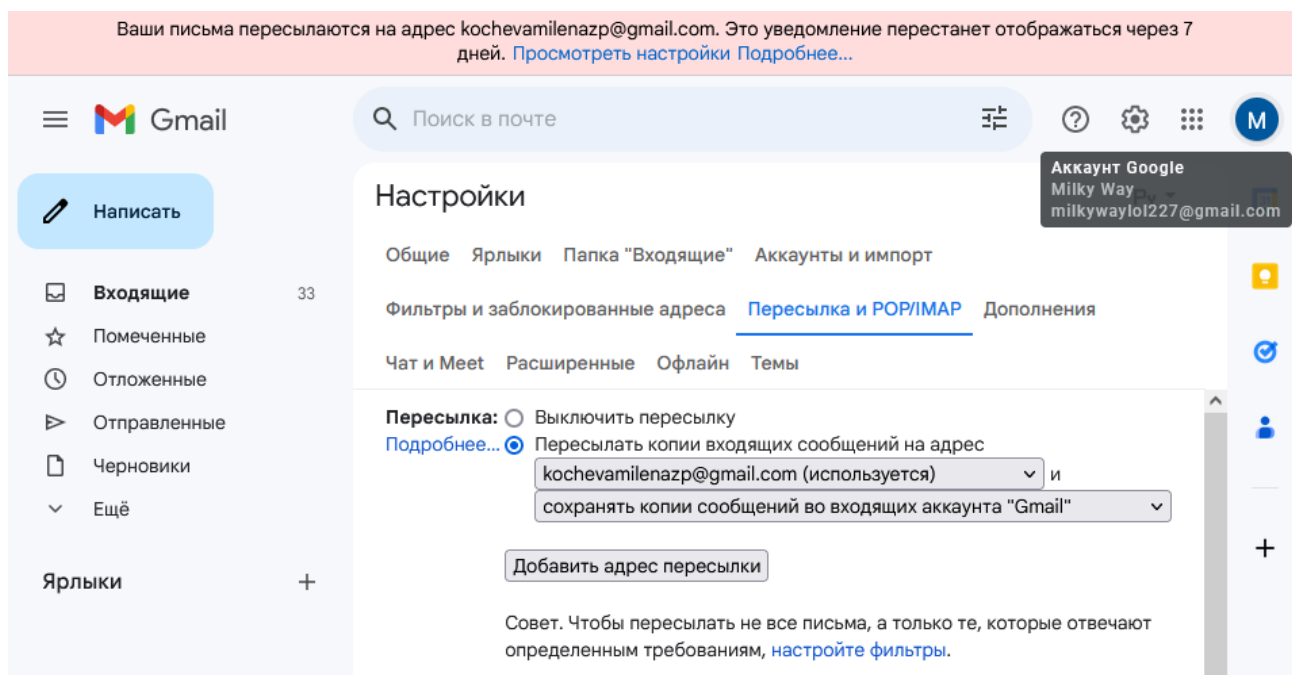 Ваши письма пересылаются на адрес kochevamilenazp@gmail.com. Это уведомление перестанет отображаться через 7
дней. Просмотреть настройки Подробнее...
Gmail
Поиск в почте
M
Аккаунт Google
Milky Way
milkywaylol227@gmail.com
Написать
Настройки
Ру
Общие Ярлыки Папка "Входящие" Аккаунты и импорт
Входящие 33
Фильтры и заблокированные адреса Пересылка и POP/IMAP Дополнения
Помеченные
Чат и Meet Расширенные Офлайн Темы
Отложенные
Отправленные
Черновики
Ещё
Ярлыки
Пересылка: Выключить пересылку
Подробнее... Пересылать копии входящих сообщений на адрес
kochevamilenazp@gmail.com (используется) и
сохранять копии сообщений во входящих аккаунта "Gmail"
Добавить адрес пересылки
Совет. Чтобы пересылать не все письма, а только те, которые отвечают
определенным требованиям, настройте фильтры.